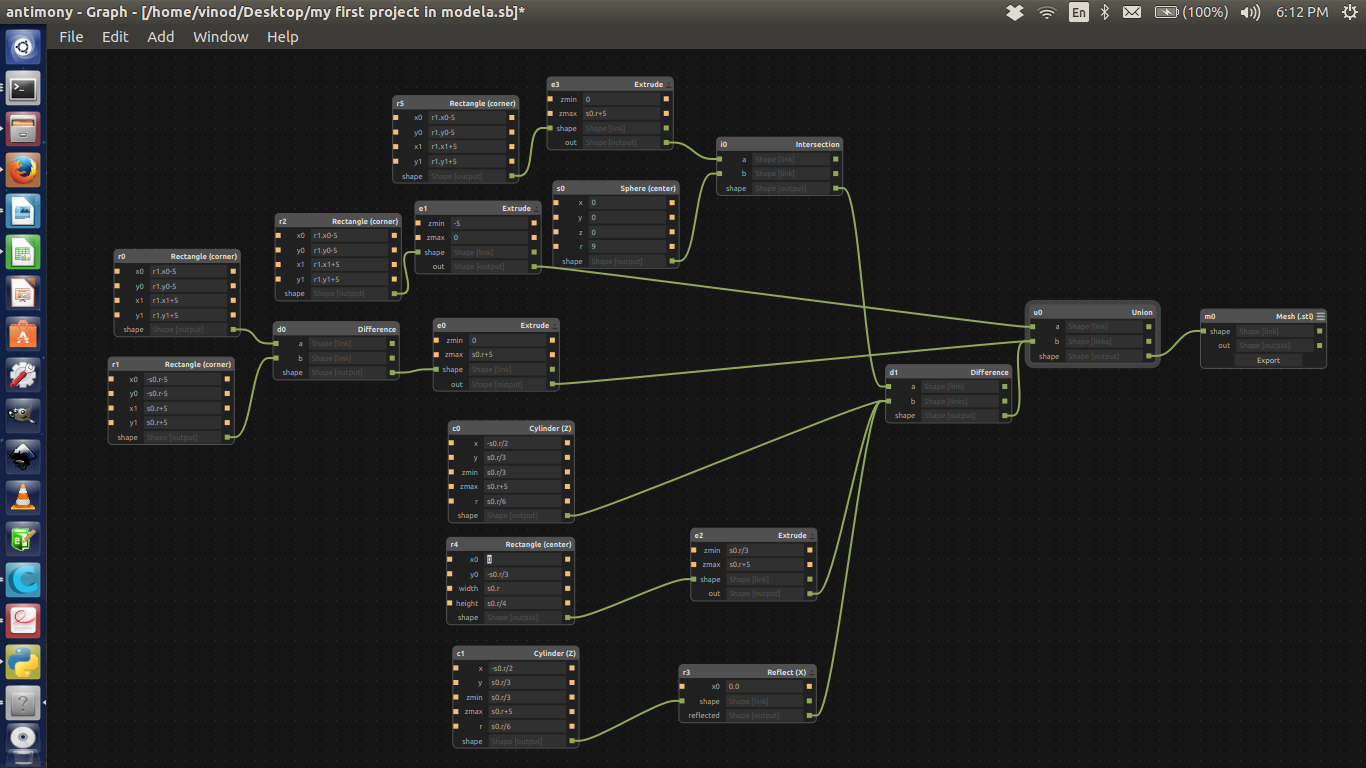 antimony - Graph - [/home/vinod/Desktop/my first project in modela.sb]*
En (100%) 6:12 PM
File Edit Add Window Help
r5 Rectangle (corner)
x0 r1.x0-5
y0 r1.y0-5
x1 r1.x1+5
y1 r1.y1+5
shape Shape [output]
e3 Extrude
zmin 0
zmax s0.r+5
shape Shape [link]
out Shape [output]
i0 Intersection
a Shape [link]
b Shape [link]
shape Shape [output]
s0 Sphere (center)
x 0
y 0
z 0
r 9
shape Shape [output]
r2 Rectangle (corner)
x0 r1.x0-5
y0 r1.y0-5
x1 r1.x1+5
y1 r1.y1+5
shape Shape [output]
e1 Extrude
zmin -5
zmax 0
shape Shape [link]
out Shape [output]
r0 Rectangle (corner)
x0 r1.x0-5
y0 r1.y0-5
x1 r1.x1+5
y1 r1.y1+5
shape Shape [output]
r1 Rectangle (corner)
x0 -s0.r-5
y0 -s0.r-5
x1 s0.r+5
y1 s0.r+5
shape Shape [output]
d0 Difference
a Shape [link]
b Shape [links]
shape Shape [output]
e0 Extrude
zmin 0
zmax s0.r+5
shape Shape [link]
out Shape [output]
u0 Union
a Shape [link]
b Shape [links]
shape Shape [output]
m0 Mesh (.stl)
shape Shape [link]
out Shape [output]
Export
d1 Difference
a Shape [link]
b Shape [links]
shape Shape [output]
c0 Cylinder (Z)
x -s0.r/2
y s0.r/3
zmin s0.r/3
zmax s0.r+5
r s0.r/6
shape Shape [output]
r4 Rectangle (center)
x0
y0 -s0.r/3
width s0.r
height s0.r/4
shape Shape [output]
e2 Extrude
zmin s0.r/3
zmax s0.r+5
shape Shape [link]
out Shape [output]
c1 Cylinder (Z)
x -s0.r/2
y s0.r/3
zmin s0.r/3
zmax s0.r+5
r s0.r/6
shape Shape [output]
r3 Reflect (X)
x0 0.0
shape Shape [link]
reflected Shape [output]